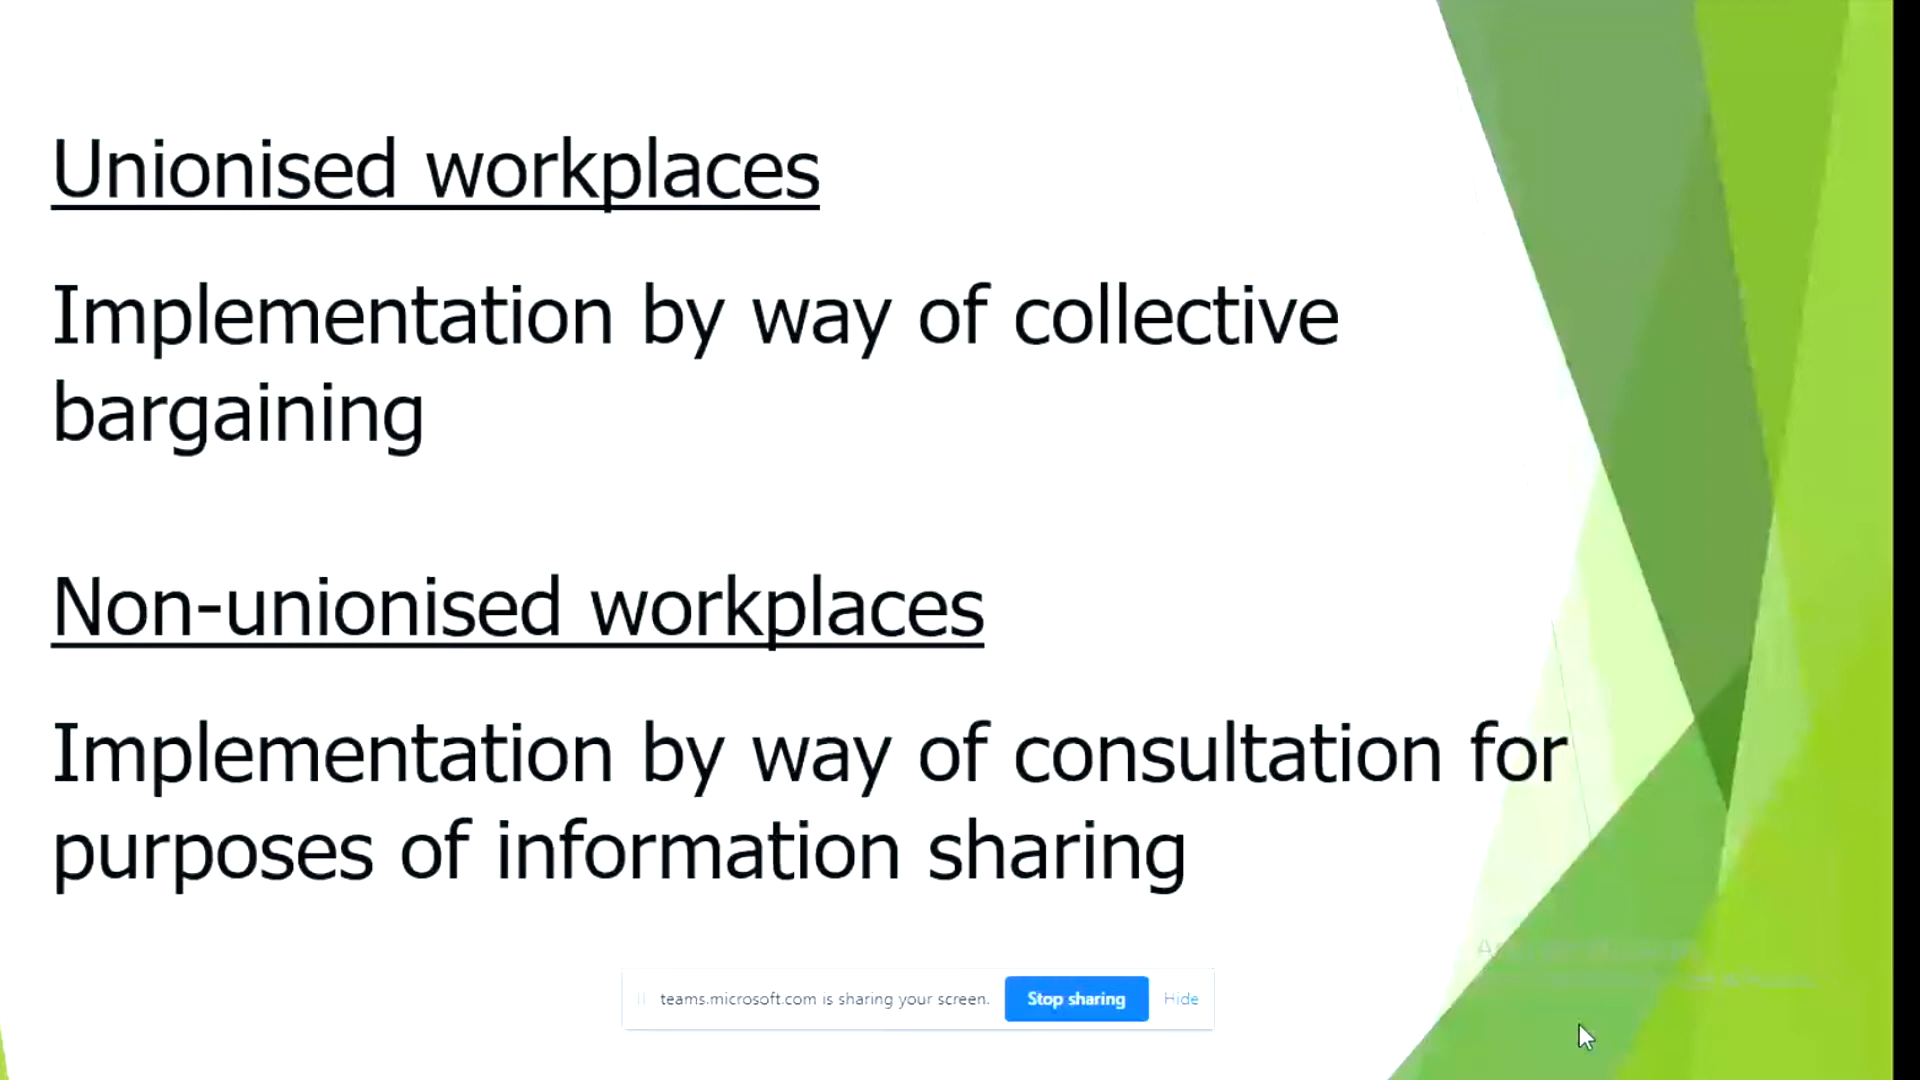 Unionised workplaces
Implementation by way of collective
bargaining
Non-unionised workplaces
Implementation by way of consultation for
purposes of information sharing
teams.microsoft.com is sharing your screen. Stop sharing Hide